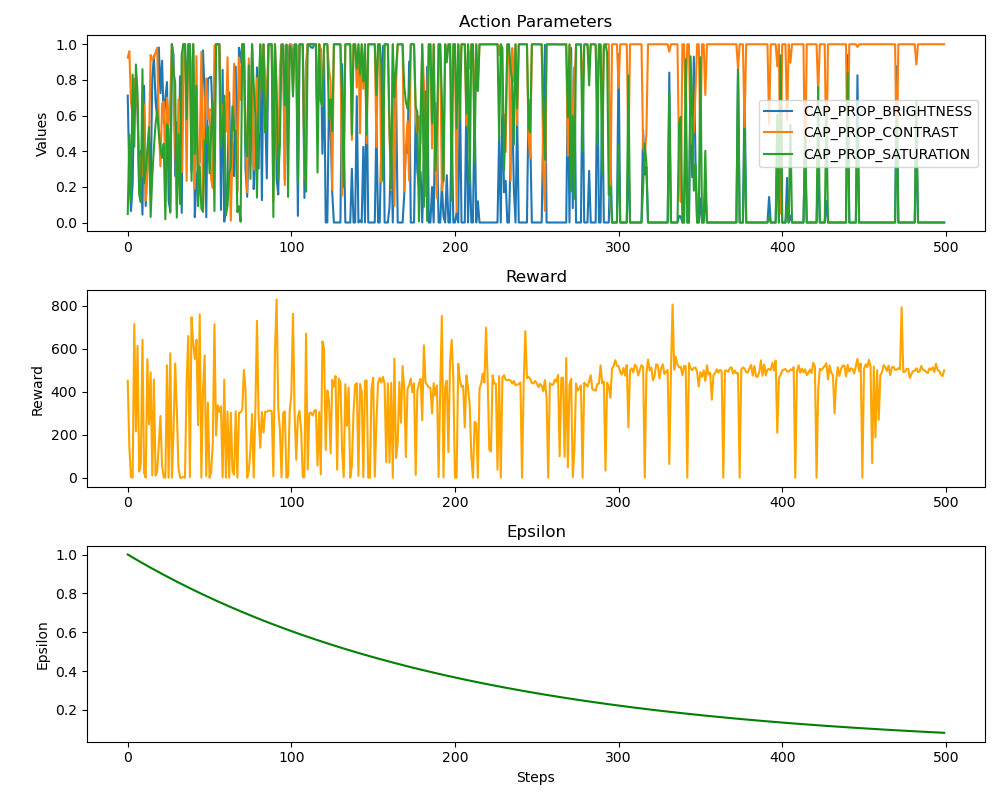 Action Parameters
1.0
0.8
0.6
0.4
0.2
0.0
Values
CAP_PROP_BRIGHTNESS
CAP_PROP_CONTRAST
CAP_PROP_SATURATION
0 100 200 300 400 500
Reward
800
600
400
200
0
Reward
0 100 200 300 400 500
Epsilon
1.0
0.8
0.6
0.4
0.2
Epsilon
0 100 200 300 400 500
Steps